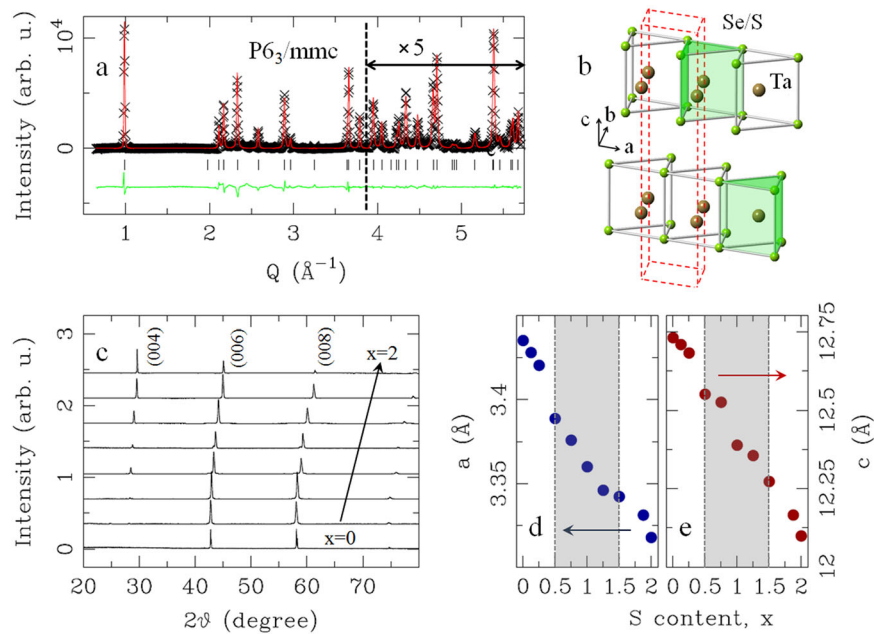 a
P6₃/mmc
×5
Intensity (arb. u.)
10⁴
0
1 2 3 4 5
Q (Å⁻¹)
b
Se/S
Ta
c
b
a
c
(004)
(006)
(008)
x=2
x=0
Intensity (arb. u.)
3
2
1
0
20 40 60
2ϑ (degree)
a (Å)
3.4
3.35
d
e
c (Å)
12.75
12.5
12.25
12
0 0.5 1 1.5 2
0 0.5 1 1.5 2
S content, x